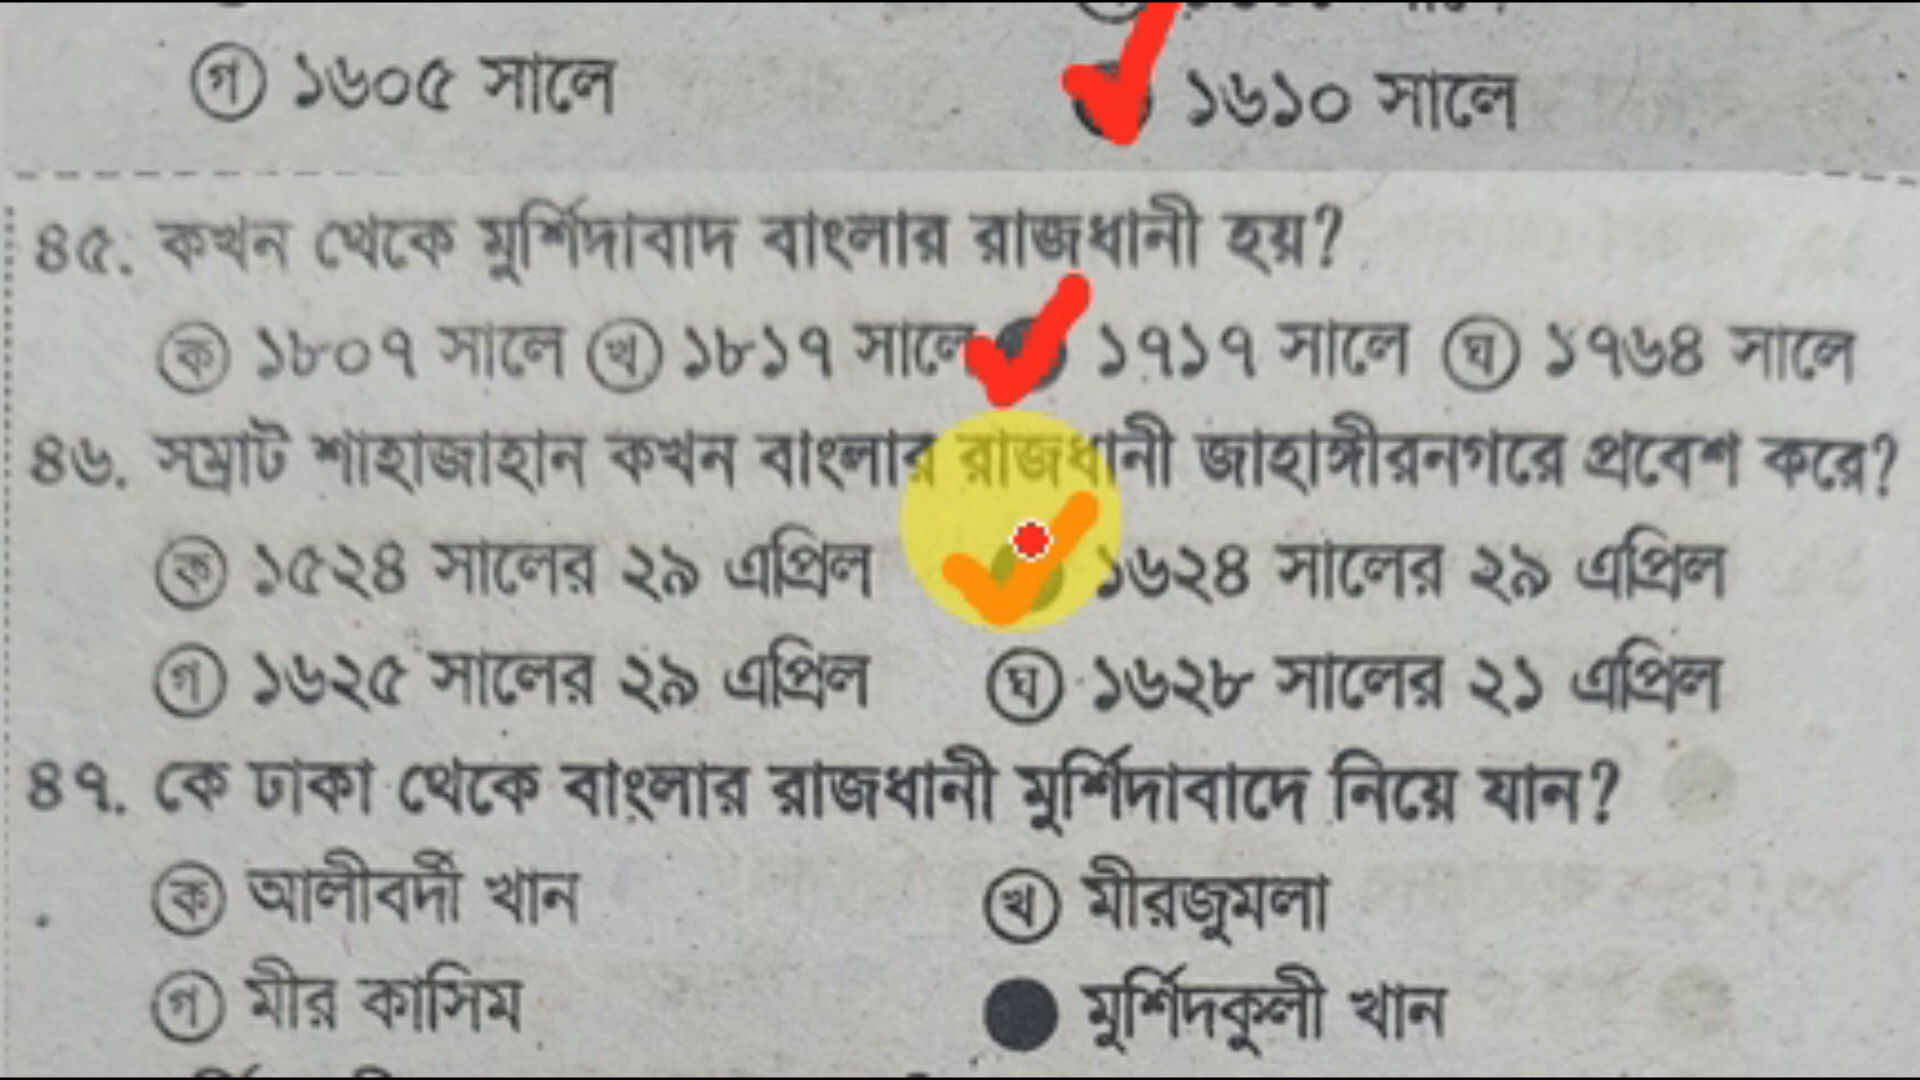 গ ১৬০৫ সালে ১৬১০ সালে
৪৫. কখন থেকে মুর্শিদাবাদ বাংলার রাজধানী হয়?
ক ১৮০৭ সালে খ ১৮১৭ সালে ১৭১৭ সালে ঘ ১৭৬৪ সালে
৪৬. সম্রাট শাহাজাহান কখন বাংলার রাজধানী জাহাঙ্গীরনগরে প্রবেশ করে?
ক ১৫২৪ সালের ২৯ এপ্রিল ১৬২৪ সালের ২৯ এপ্রিল
গ ১৬২৫ সালের ২৯ এপ্রিল ঘ ১৬২৮ সালের ২১ এপ্রিল
৪৭. কে ঢাকা থেকে বাংলার রাজধানী মুর্শিদাবাদে নিয়ে যান?
ক আলীবর্দী খান খ মীরজুমলা
গ মীর কাসিম মুর্শিদকুলী খান